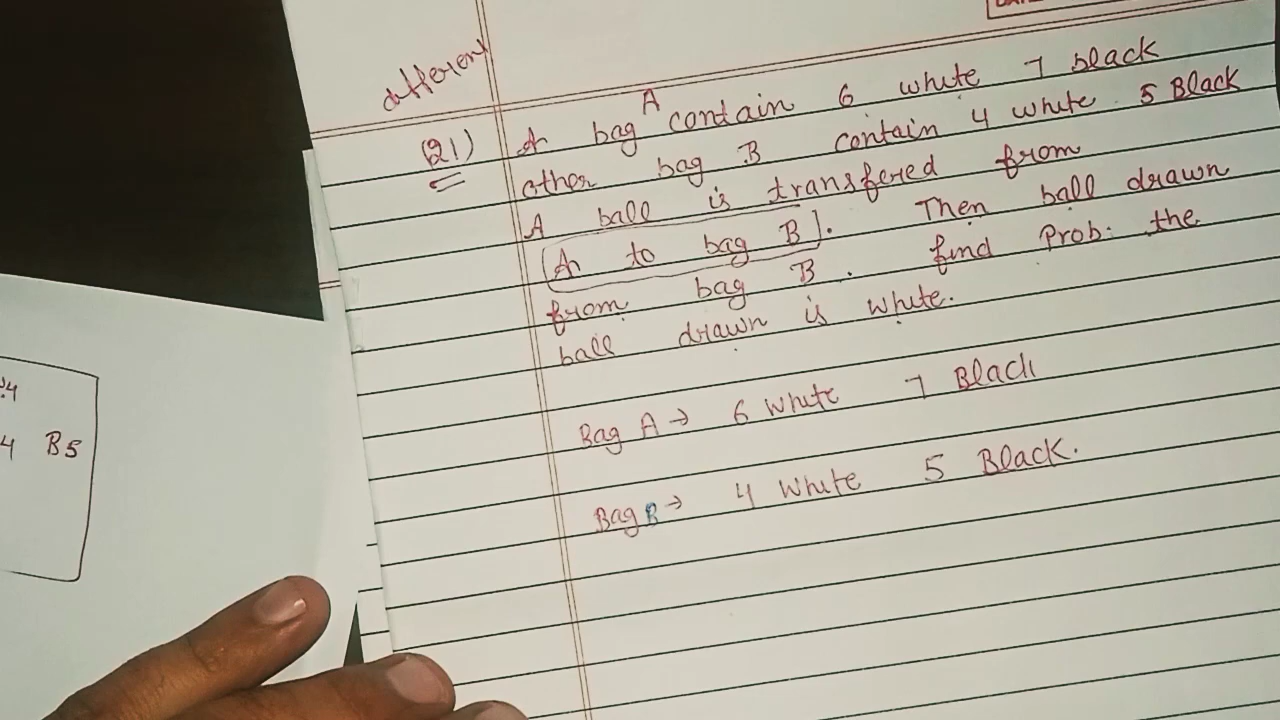 different
(21) A bag A contain 6 white 7 black
other bag B contain 4 white 5 Black
A ball is transfered from
(A to bag B]. Then ball drawn
from bag B. find Prob. the
ball drawn is white.
Bag A → 6 White 7 Black
Bag B → 4 White 5 Black.
4 B5